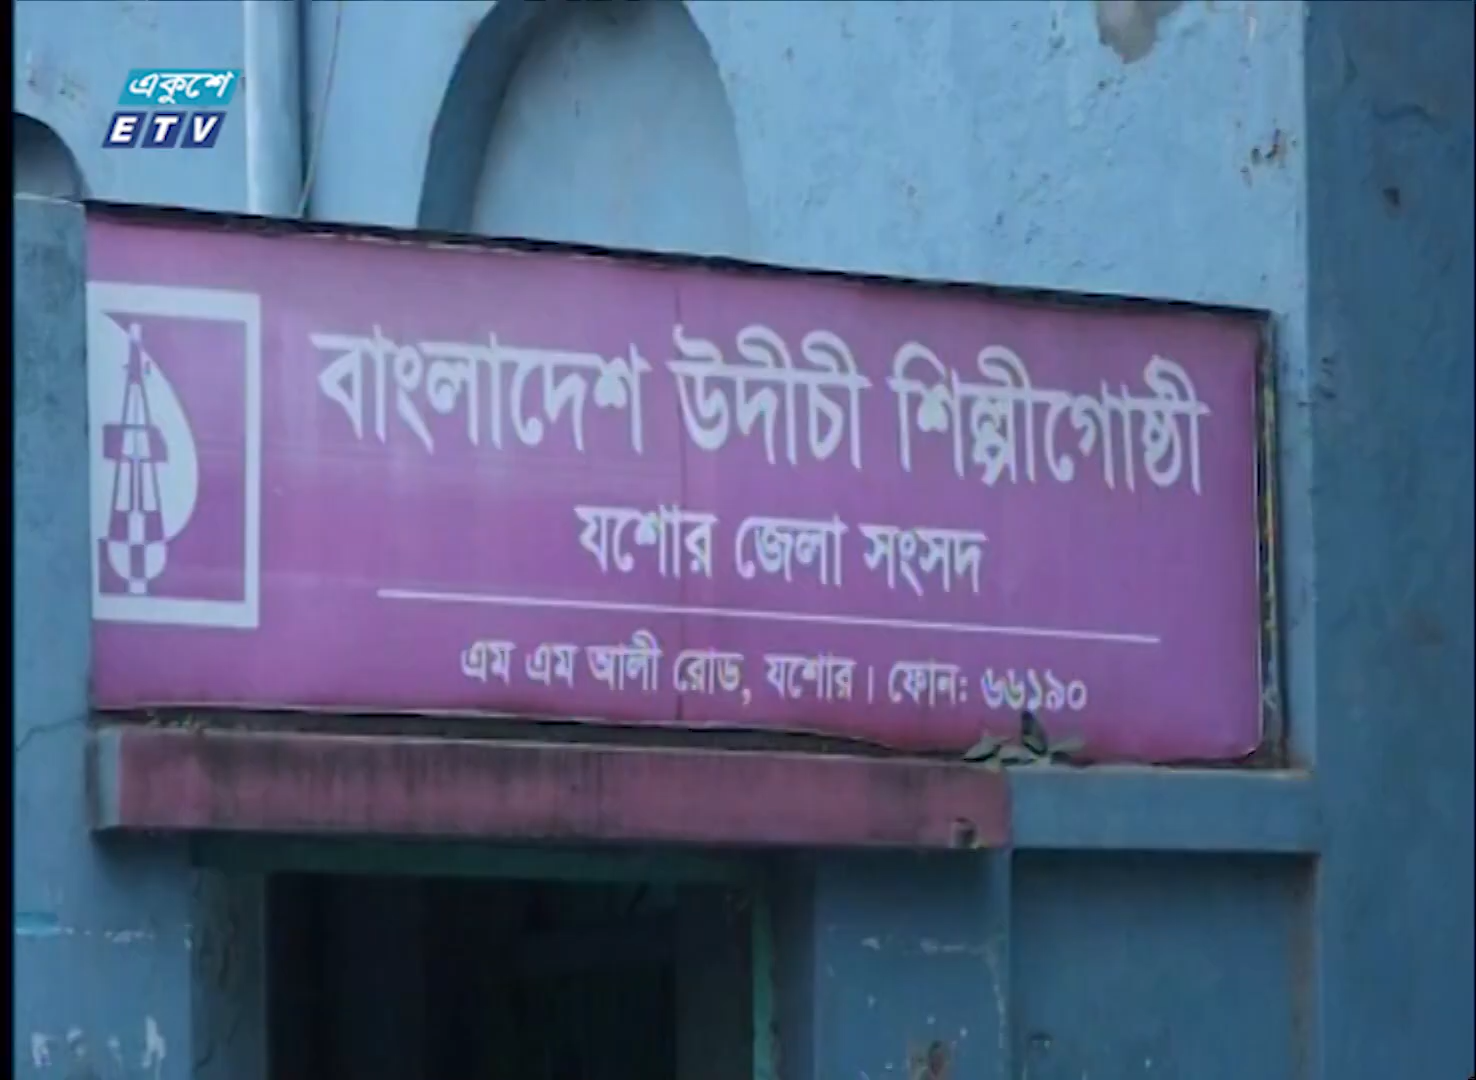 একুশে
ETV
বাংলাদেশ উদীচী শিল্পীগোষ্ঠী
যশোর জেলা সংসদ
এম এম আলী রোড, যশোর। ফোন: ৬৬১৯০